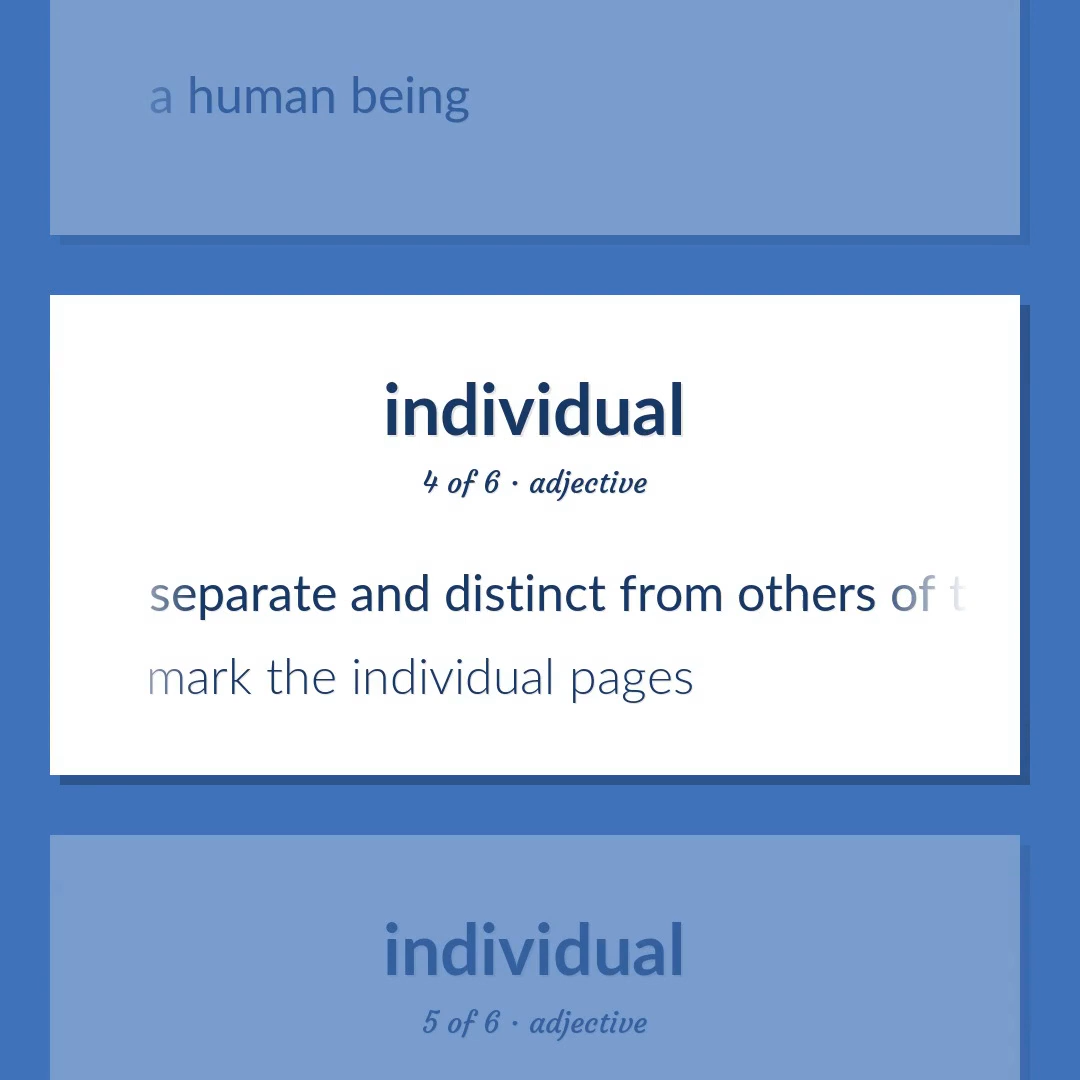 a human being
individual
4 of 6 · adjective
separate and distinct from others of t
mark the individual pages
individual
5 of 6 · adjective